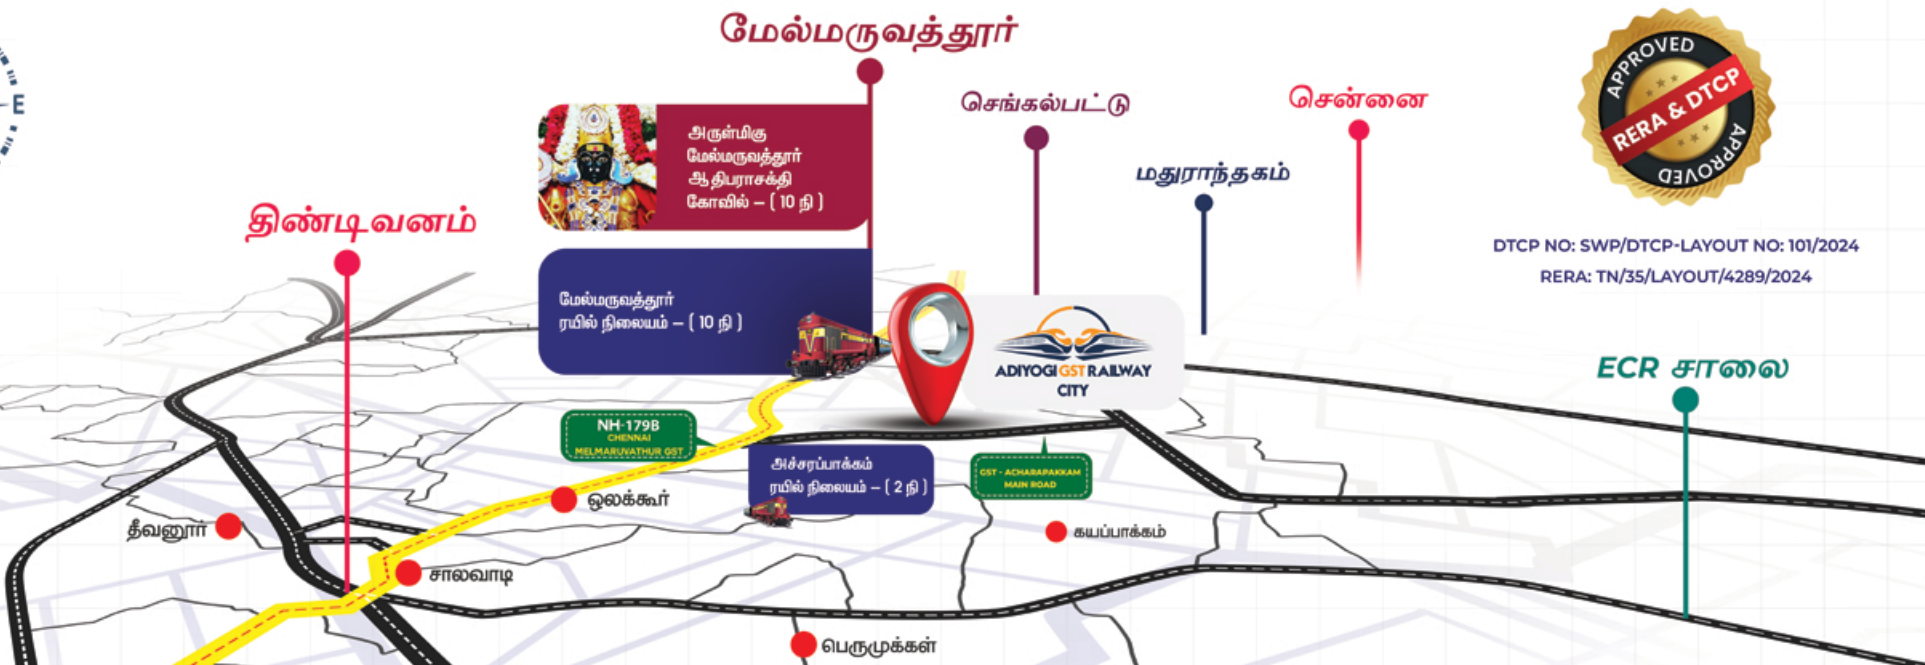 மேல்மருவத்தூர்
செங்கல்பட்டு
சென்னை
APPROVED
RERA & DTCP
APPROVED
E
அருள்மிகு
மேல்மருவத்தூர்
ஆதிபராசக்தி
கோவில் – ( 10 நி )
மதுராந்தகம்
திண்டிவனம்
DTCP NO: SWP/DTCP-LAYOUT NO: 101/2024
RERA: TN/35/LAYOUT/4289/2024
மேல்மருவத்தூர்
ரயில் நிலையம் – ( 10 நி )
ADIYOGI GST RAILWAY
CITY
ECR சாலை
NH-179B
CHENNAI
MELMARUVATHUR GST
அச்சரப்பாக்கம்
ரயில் நிலையம் – ( 2 நி )
GST - ACHARAPAKKAM
MAIN ROAD
ஒலக்கூர்
தீவனூர்
கயப்பாக்கம்
சாலவாடி
பெருமுக்கள்